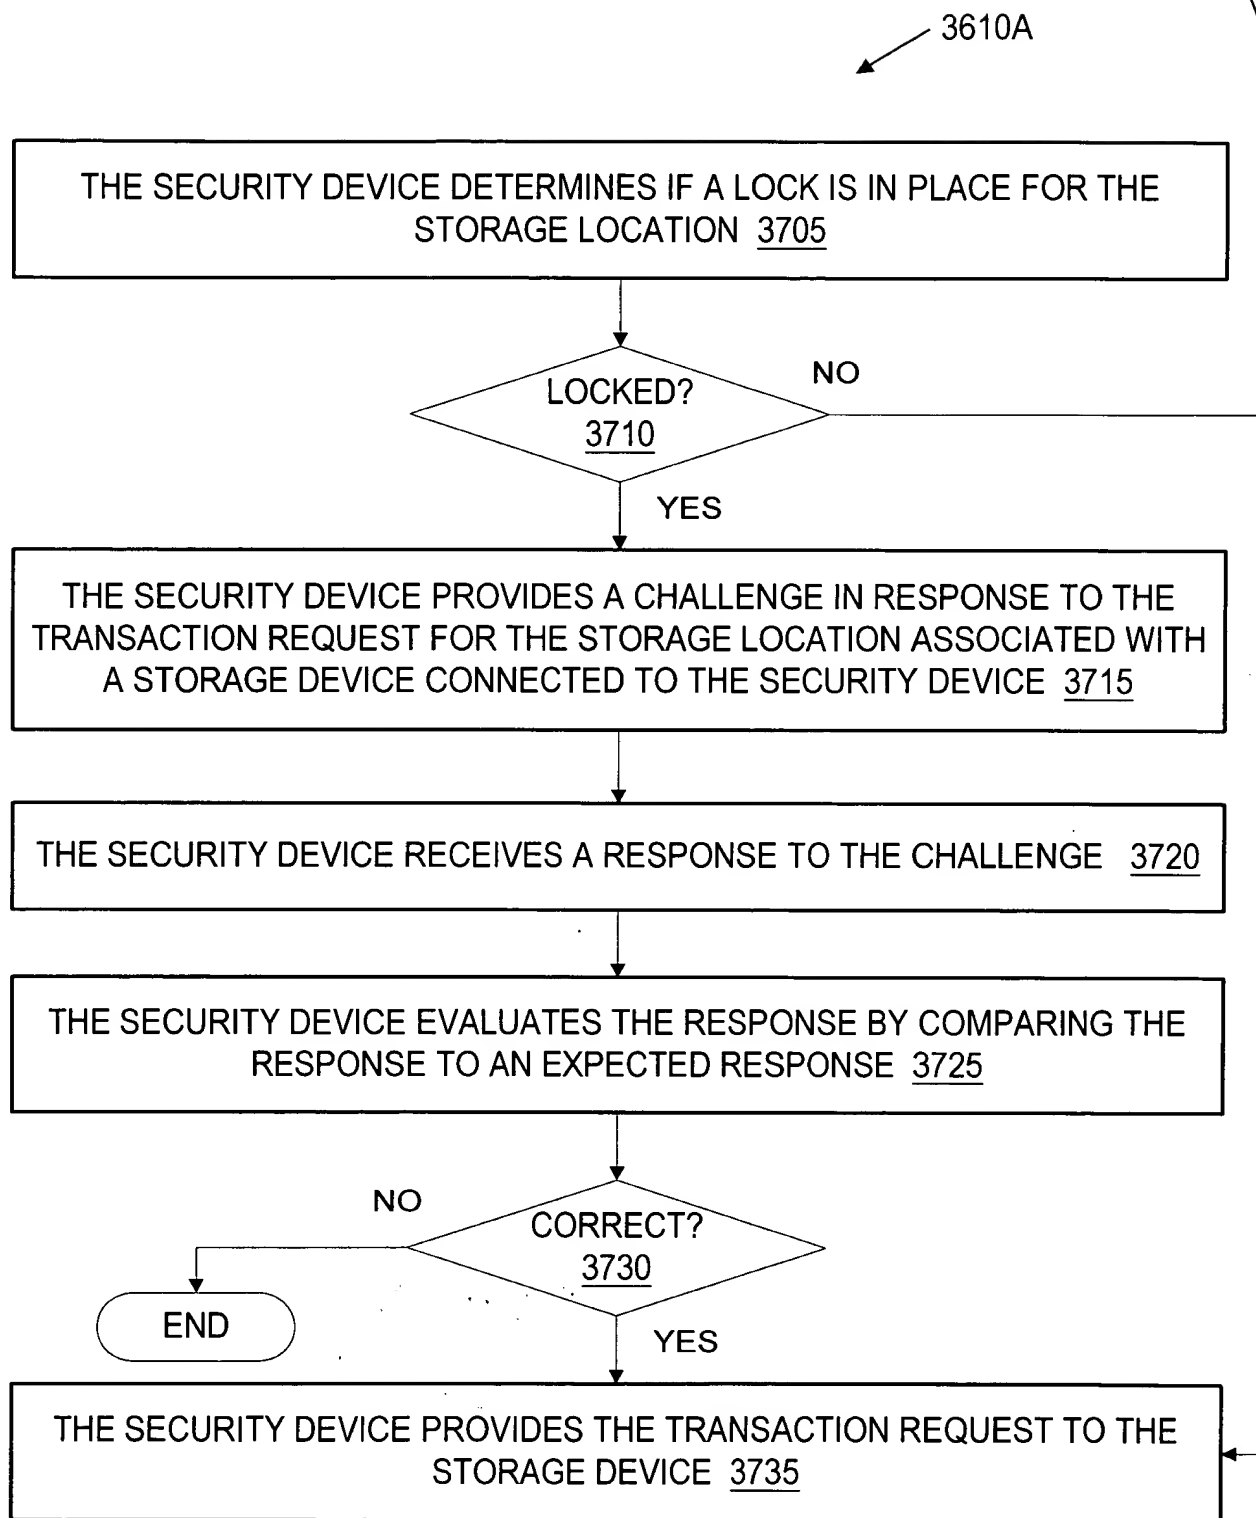 3610A
THE SECURITY DEVICE DETERMINES IF A LOCK IS IN PLACE FOR THE
STORAGE LOCATION 3705
LOCKED?
3710
NO
YES
THE SECURITY DEVICE PROVIDES A CHALLENGE IN RESPONSE TO THE
TRANSACTION REQUEST FOR THE STORAGE LOCATION ASSOCIATED WITH
A STORAGE DEVICE CONNECTED TO THE SECURITY DEVICE 3715
THE SECURITY DEVICE RECEIVES A RESPONSE TO THE CHALLENGE 3720
THE SECURITY DEVICE EVALUATES THE RESPONSE BY COMPARING THE
RESPONSE TO AN EXPECTED RESPONSE 3725
NO
CORRECT?
3730
END
YES
THE SECURITY DEVICE PROVIDES THE TRANSACTION REQUEST TO THE
STORAGE DEVICE 3735